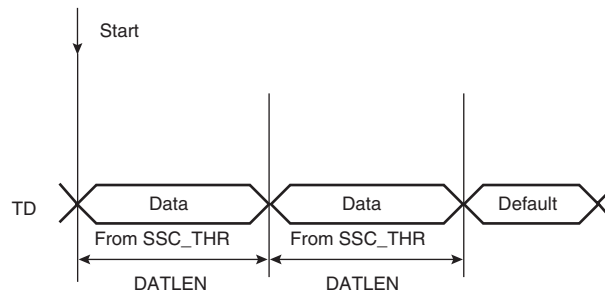 Start
TD
Data
Data
Default
From SSC_THR
From SSC_THR
DATLEN
DATLEN